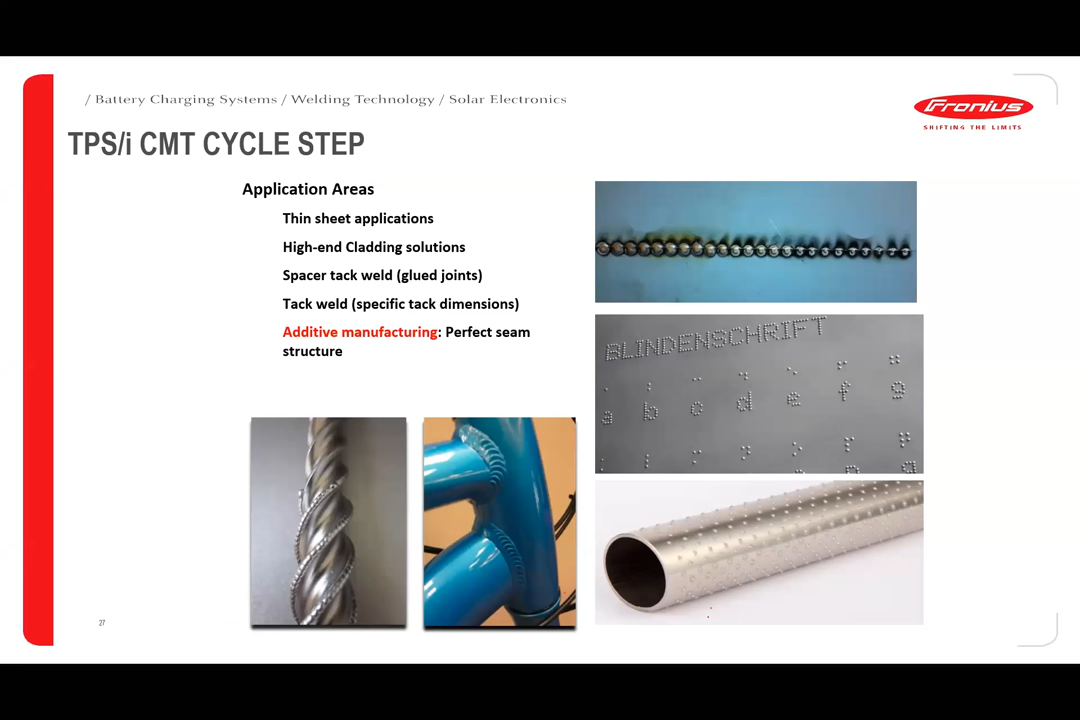 / Battery Charging Systems / Welding Technology / Solar Electronics
Fronius
SHIFTING THE LIMITS
TPS/i CMT CYCLE STEP
Application Areas
Thin sheet applications
High-end Cladding solutions
Spacer tack weld (glued joints)
Tack weld (specific tack dimensions)
Additive manufacturing: Perfect seam
structure
BLINDENSCHRIFT
a b c d e f g
27